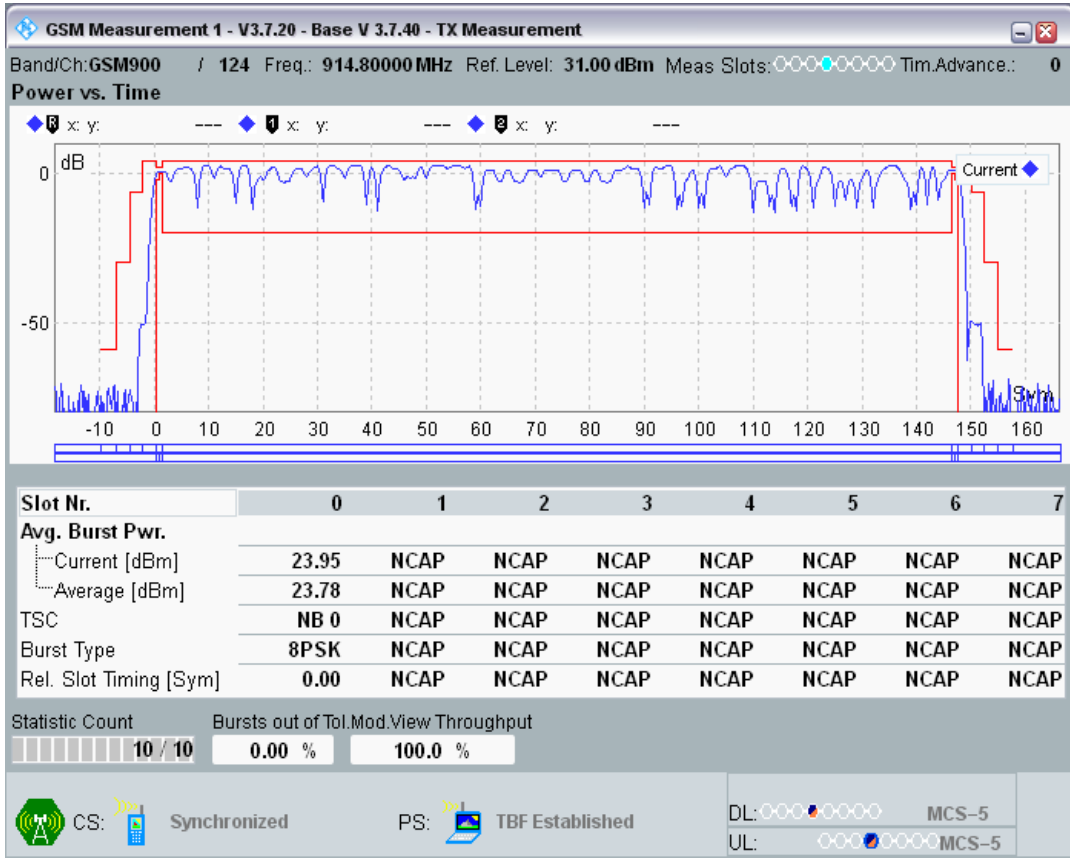 GSM Measurement 1 - V3.7.20 - Base V 3.7.40 - TX Measurement
Band/Ch:GSM900 / 124 Freq.: 914.80000 MHz Ref. Level: 31.00 dBm Meas Slots: Tim.Advance.: 0
Power vs. Time
R x: y: --- 1 x: y: --- 2 x: y: ---
dB
Current
0
-50
Sym
-10 0 10 20 30 40 50 60 70 80 90 100 110 120 130 140 150 160
Slot Nr. 0 1 2 3 4 5 6 7
Avg. Burst Pwr.
Current [dBm] 23.95 NCAP NCAP NCAP NCAP NCAP NCAP NCAP
Average [dBm] 23.78 NCAP NCAP NCAP NCAP NCAP NCAP NCAP
TSC NB 0 NCAP NCAP NCAP NCAP NCAP NCAP NCAP
Burst Type 8PSK NCAP NCAP NCAP NCAP NCAP NCAP NCAP
Rel. Slot Timing [Sym] 0.00 NCAP NCAP NCAP NCAP NCAP NCAP NCAP
Statistic Count Bursts out of Tol. Mod.View Throughput
10 / 10 0.00 % 100.0 %
CS: Synchronized PS: TBF Established DL: MCS-5
UL: MCS-5